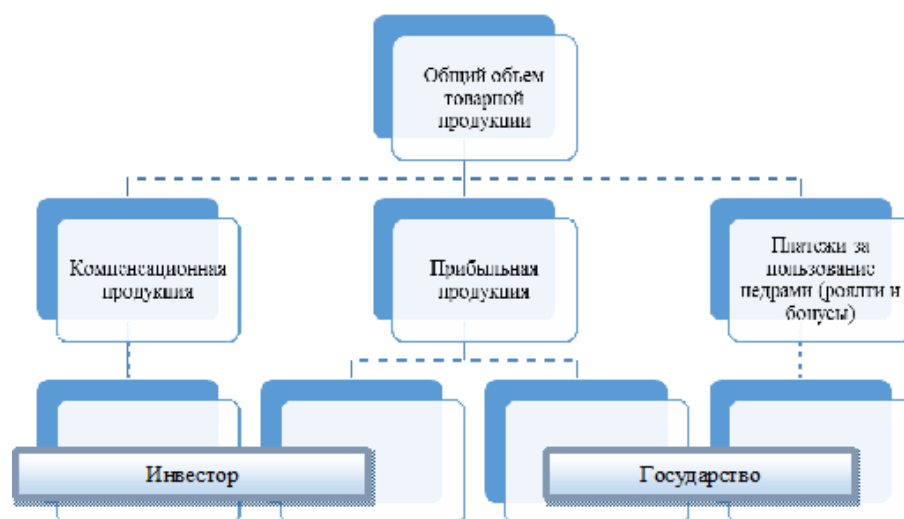 Общий объем
товарной
продукции
Компенсационная
продукция
Прибыльная
продукция
Платежи за
пользование
недрами (роялти и
бонусы)
Инвестор
Государство